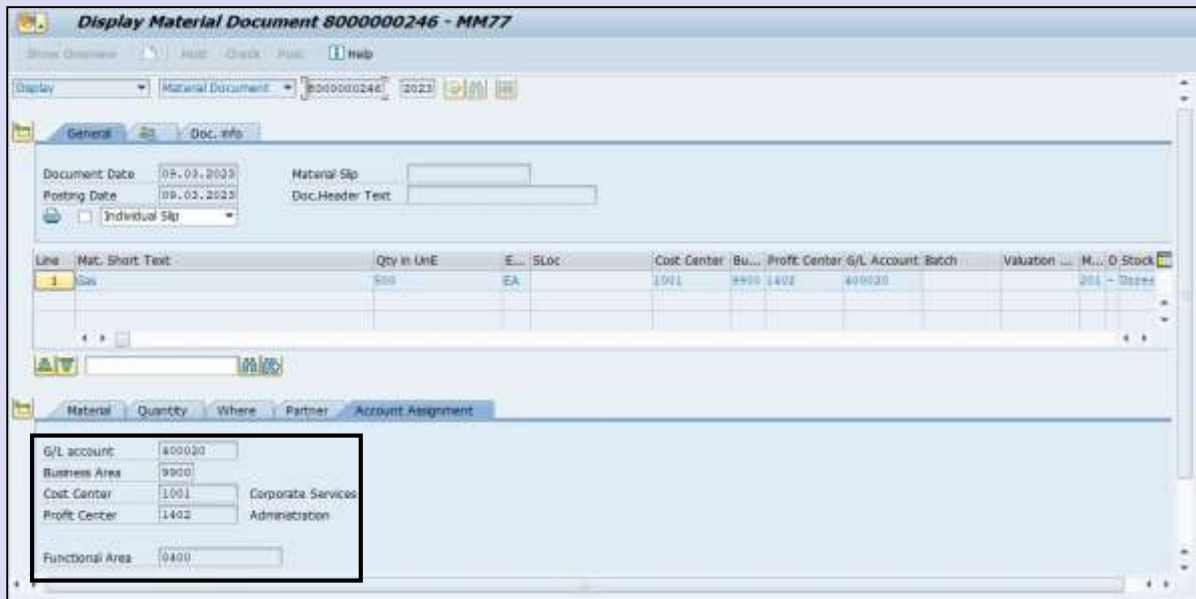 Display Material Document 8000000246 - MM77
Show Overview Hold Check Post Help
Display Material Document 8000000246 2023
General Doc. info
Document Date 09.03.2023 Material Slip
Posting Date 09.03.2023 Doc.Header Text
Individual Slip
Line Mat. Short Text Qty in UnE E... SLoc Cost Center Bu... Profit Center G/L Account Batch Valuation ... M... D Stock
1 Gas 500 EA 1001 9900 1402 400020 201 -
Material Quantity Where Partner Account Assignment
G/L account 400020
Business Area 9900
Cost Center 1001 Corporate Services
Profit Center 1402 Administration
Functional Area 0400